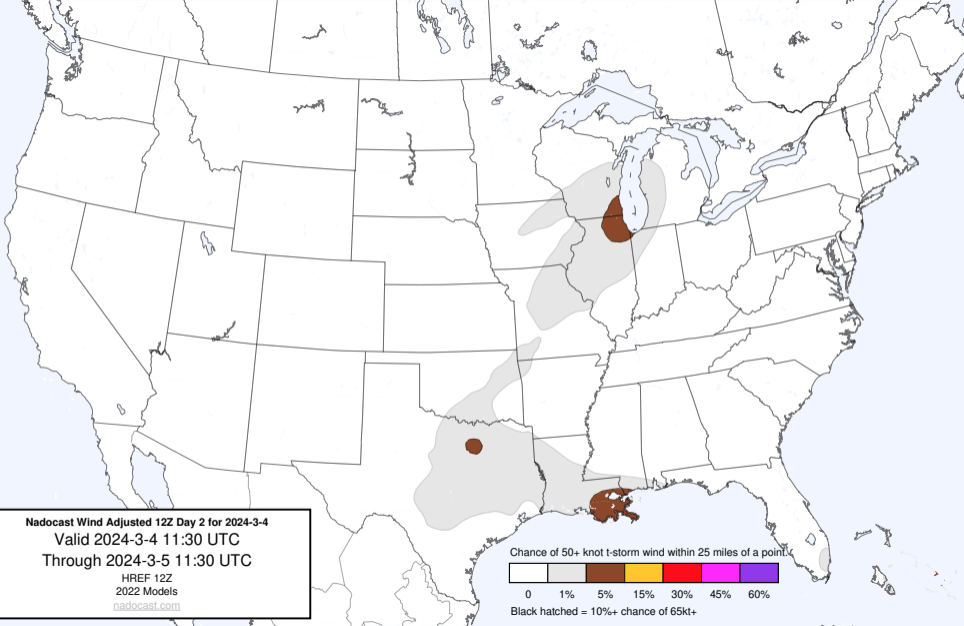 Nadocast Wind Adjusted 12Z Day 2 for 2024-3-4
Valid 2024-3-4 11:30 UTC
Through 2024-3-5 11:30 UTC
HREF 12Z
2022 Models
nadocast.com
Chance of 50+ knot t-storm wind within 25 miles of a point.
0 1% 5% 15% 30% 45% 60%
Black hatched = 10%+ chance of 65kt+